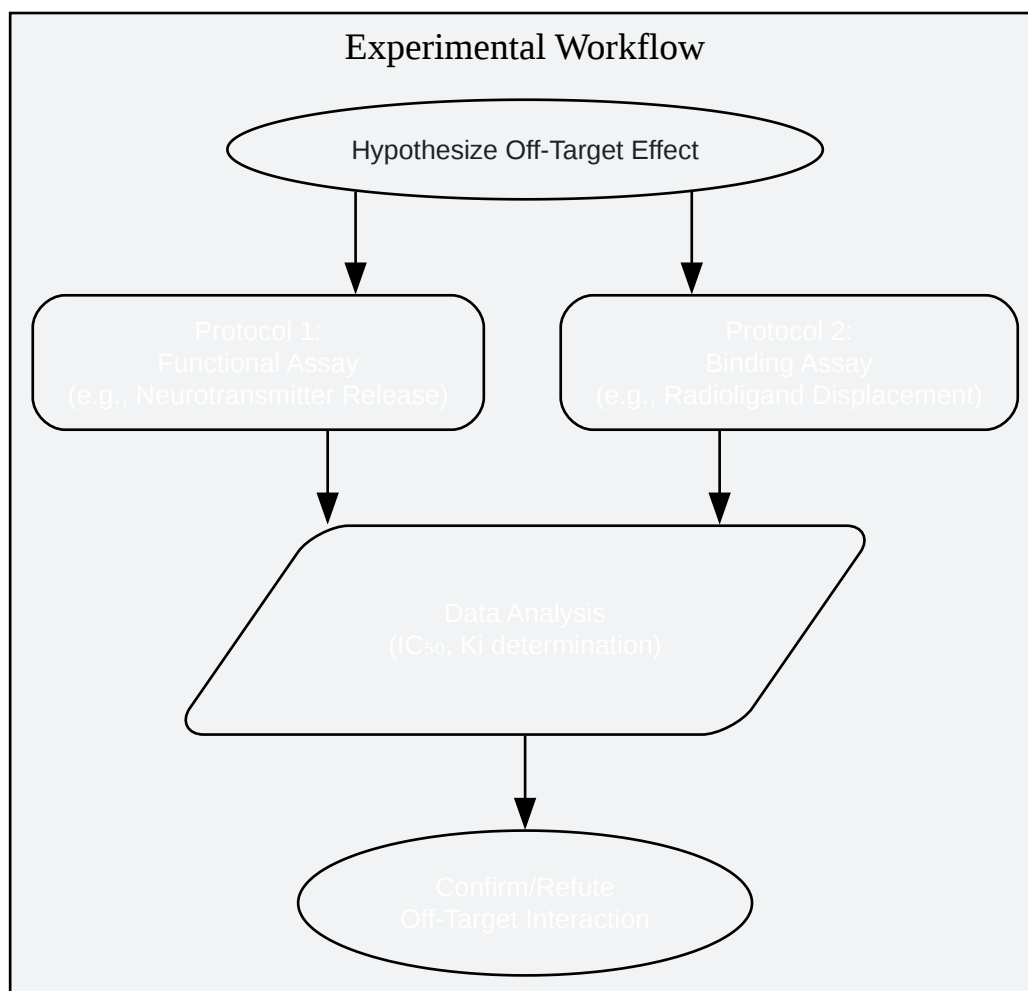 Experimental Workflow
Hypothesize Off-Target Effect
Protocol 1:
Functional Assay
(e.g., Neurotransmitter Release)
Protocol 2:
Binding Assay
(e.g., Radioligand Displacement)
Data Analysis
(IC₅₀, Ki determination)
Confirm/Refute
Off-Target Interaction